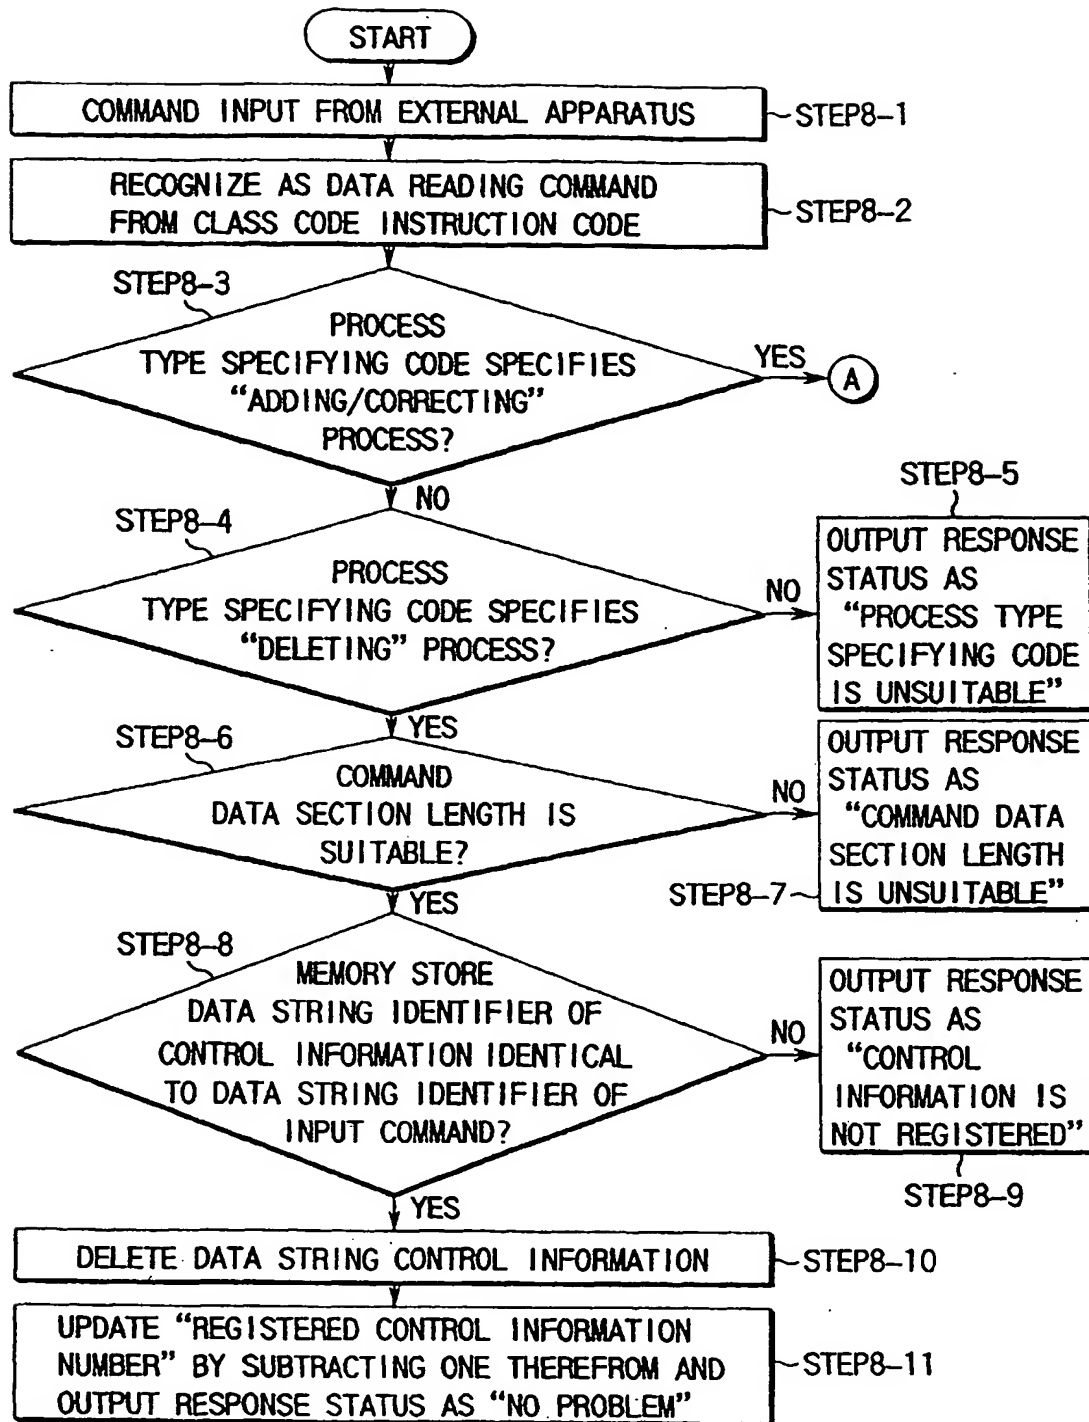 START
COMMAND INPUT FROM EXTERNAL APPARATUS
STEP8-1
RECOGNIZE AS DATA READING COMMAND
FROM CLASS CODE INSTRUCTION CODE
STEP8-2
STEP8-3
PROCESS
TYPE SPECIFYING CODE SPECIFIES
“ADDING/CORRECTING”
PROCESS?
YES
A
NO
STEP8-4
PROCESS
TYPE SPECIFYING CODE SPECIFIES
“DELETING” PROCESS?
NO
STEP8-5
OUTPUT RESPONSE
STATUS AS
“PROCESS TYPE
SPECIFYING CODE
IS UNSUITABLE”
YES
STEP8-6
COMMAND
DATA SECTION LENGTH IS
SUITABLE?
NO
OUTPUT RESPONSE
STATUS AS
“COMMAND DATA
SECTION LENGTH
IS UNSUITABLE”
STEP8-7
YES
STEP8-8
MEMORY STORE
DATA STRING IDENTIFIER OF
CONTROL INFORMATION IDENTICAL
TO DATA STRING IDENTIFIER OF
INPUT COMMAND?
NO
OUTPUT RESPONSE
STATUS AS
“CONTROL
INFORMATION IS
NOT REGISTERED”
STEP8-9
YES
DELETE DATA STRING CONTROL INFORMATION
STEP8-10
UPDATE “REGISTERED CONTROL INFORMATION
NUMBER” BY SUBTRACTING ONE THEREFROM AND
OUTPUT RESPONSE STATUS AS “NO PROBLEM”
STEP8-11